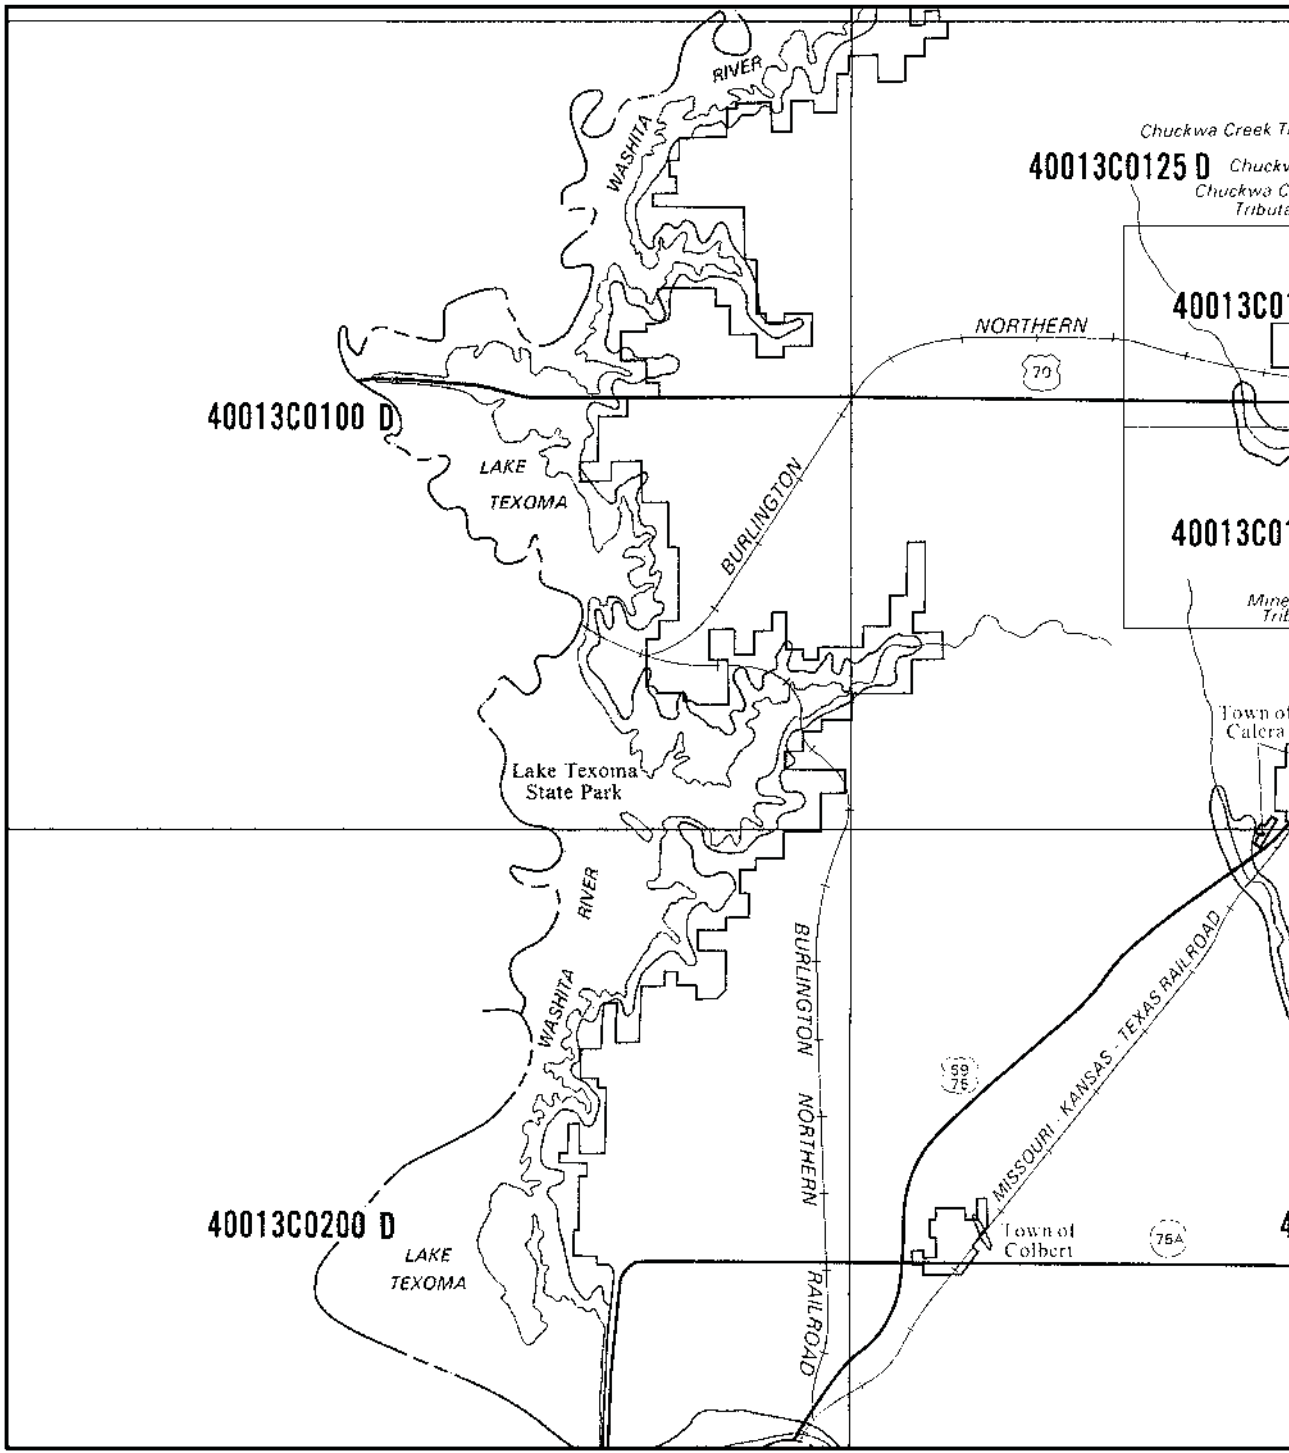 RIVER
WASHITA
Chuckwa Creek T
40013C0125 D
Chuckw
Chuckwa C
Tributa
40013C01
NORTHERN
70
40013C0100 D
LAKE
TEXOMA
BURLINGTON
40013C01
Mine
Trib
Town of
Calera
Lake Texoma
State Park
RIVER
WASHITA
BURLINGTON NORTHERN RAILROAD
MISSOURI - KANSAS - TEXAS RAILROAD
69
75
40013C0200 D
LAKE
TEXOMA
Town of
Colbert
75A
4